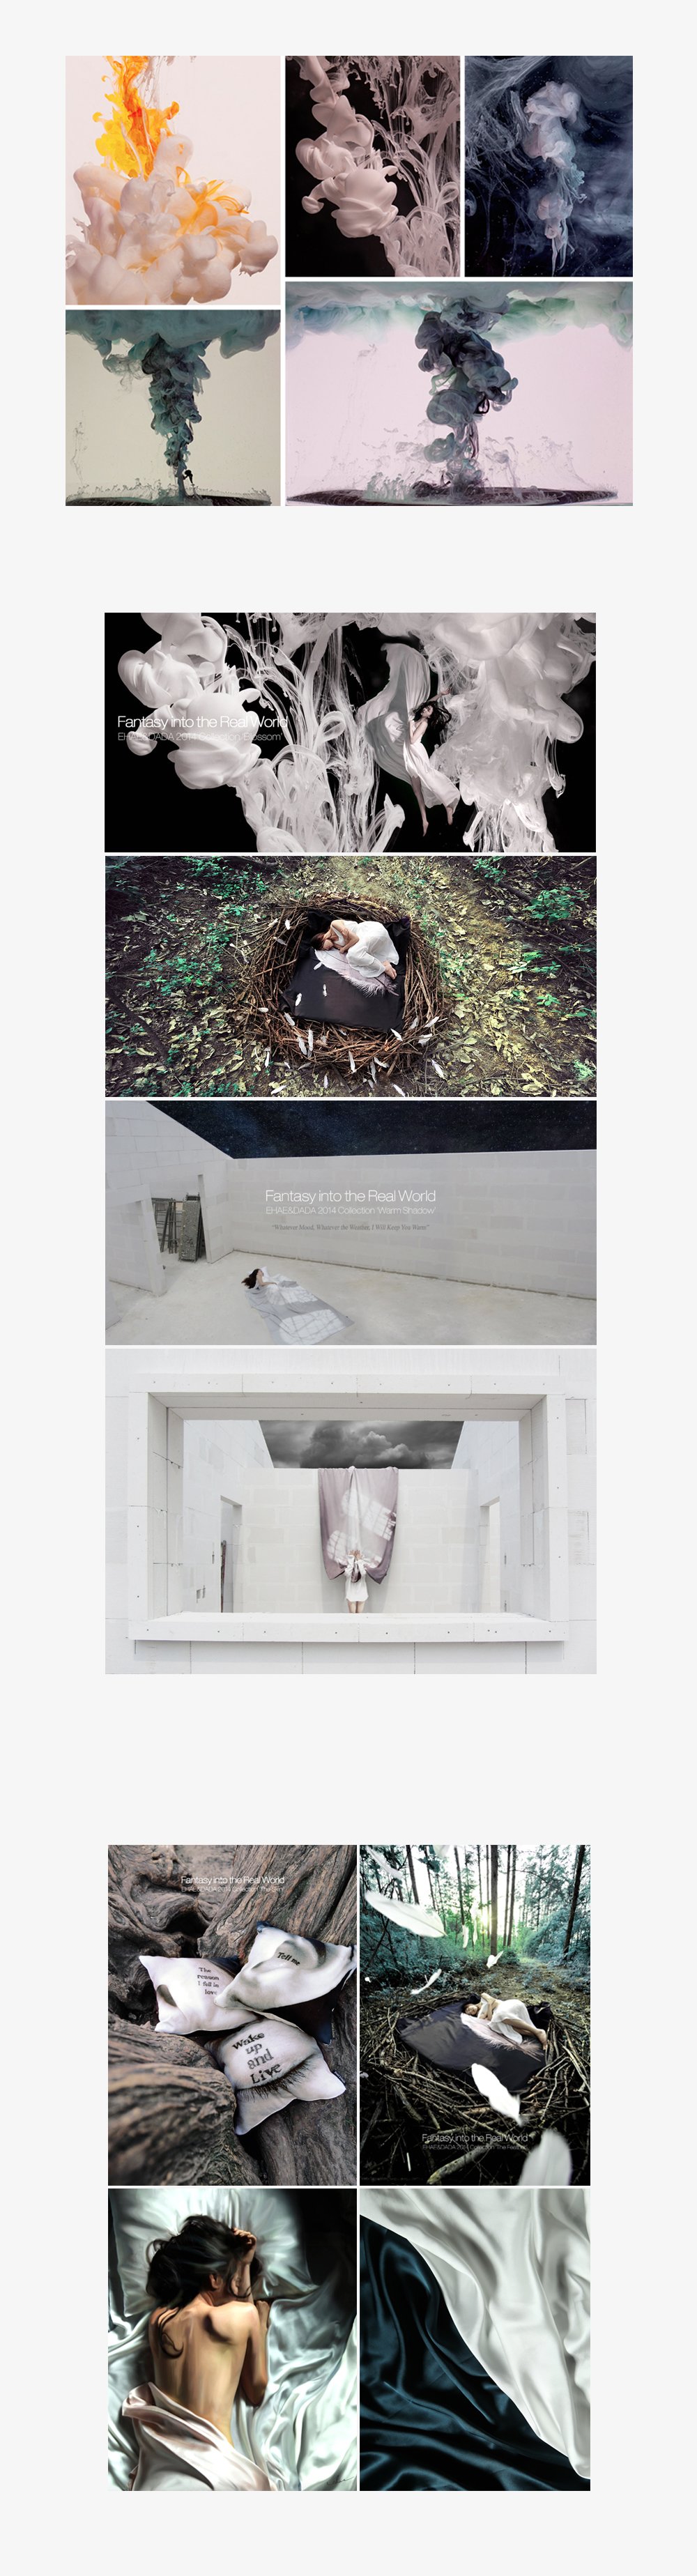 Fantasy into the Real World
EHAE&DADA 2014 Collection 'Blossom'
Fantasy into the Real World
EHAE&DADA 2014 Collection 'Warm Shadow'
"Whatever Mood, Whatever the Weather, I Will Keep You Warm"
Fantasy into the Real World
EHAE&DADA 2014 Collection
The
reason
I fall in
love
Tell me
Wake
up
and
Live
Fantasy into the Real World
EHAE&DADA 2014 Collection